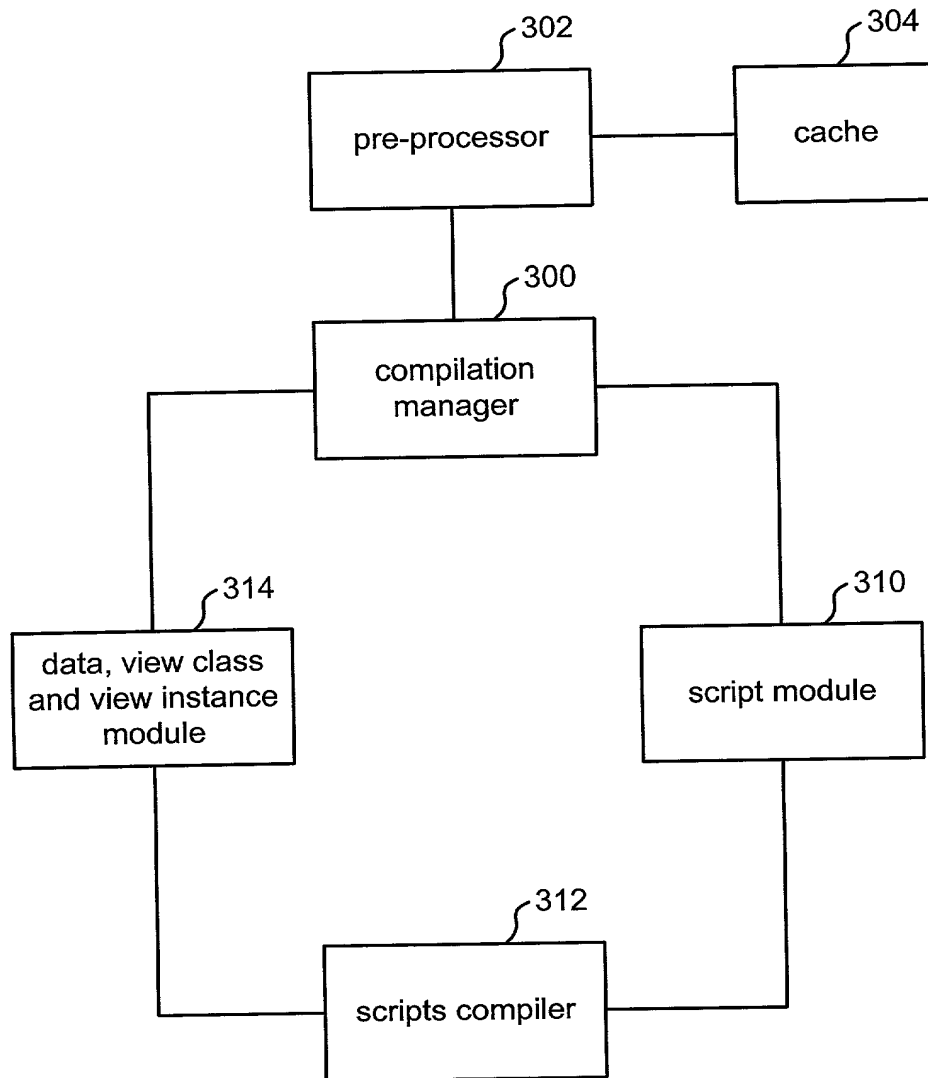 302
304
pre-processor
cache
300
compilation
manager
314
310
data, view class
and view instance
module
script module
312
scripts compiler